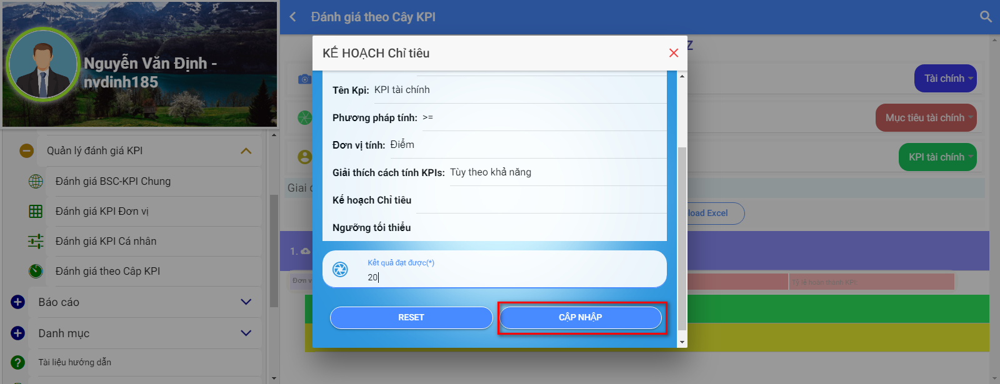 Nguyễn Văn Định -
nvdinh185
Quản lý đánh giá KPI
Đánh giá BSC-KPI Chung
Đánh giá KPI Đơn vị
Đánh giá KPI Cá nhân
Đánh giá theo Câp KPI
Báo cáo
Danh mục
Tài liệu hướng dẫn
Đánh giá theo Cây KPI
Z
Tài chính
Mục tiêu tài chính
KPI tài chính
Giai
load Excel
1.
Đơn v
Tỷ lệ hoàn thành KPI:
KẾ HOẠCH Chỉ tiêu
Tên Kpi: KPI tài chính
Phương pháp tính: >=
Đơn vị tính: Điểm
Giải thích cách tính KPIs: Tùy theo khả năng
Kế hoạch Chỉ tiêu
Ngưỡng tối thiểu
Kết quả đạt được(*)
20
RESET
CẬP NHẬP